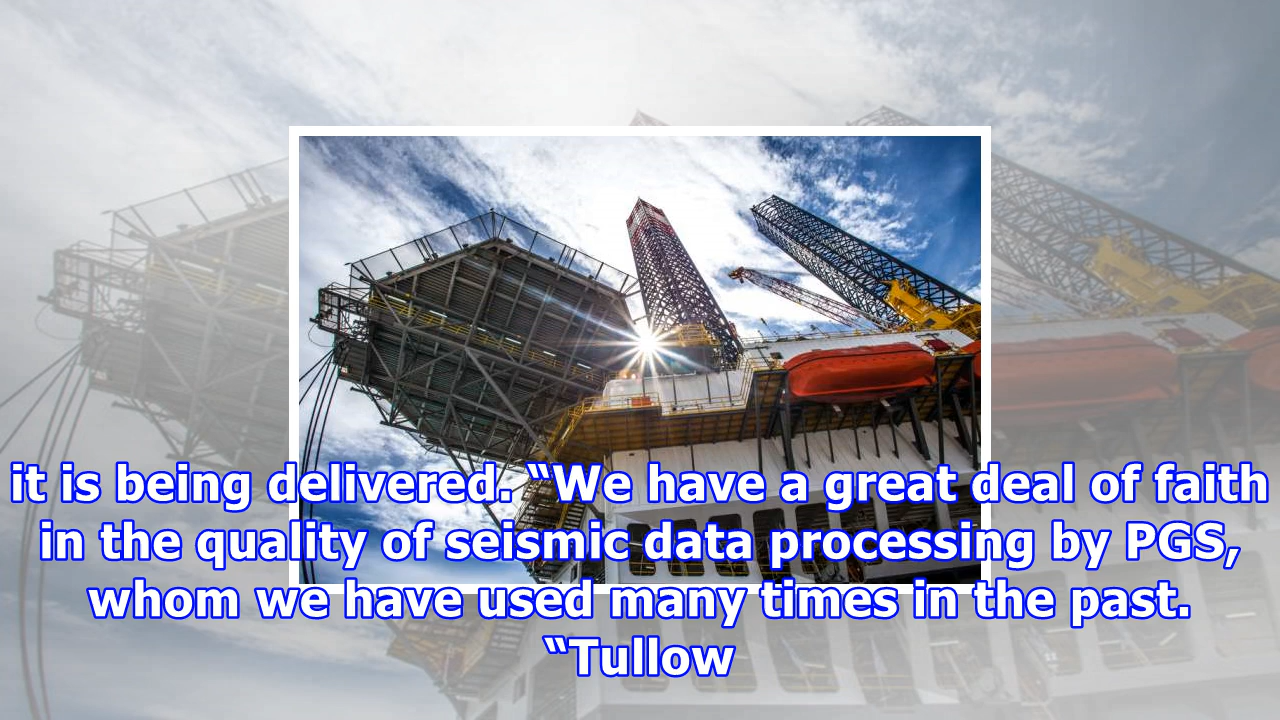 it is being delivered. “We have a great deal of faith
in the quality of seismic data processing by PGS,
whom we have used many times in the past.
“Tullow